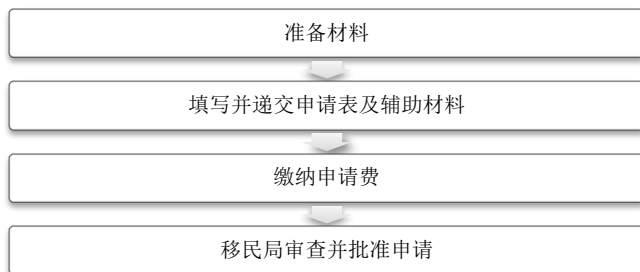 准备材料
填写并递交申请表及辅助材料
缴纳申请费
移民局审查并批准申请